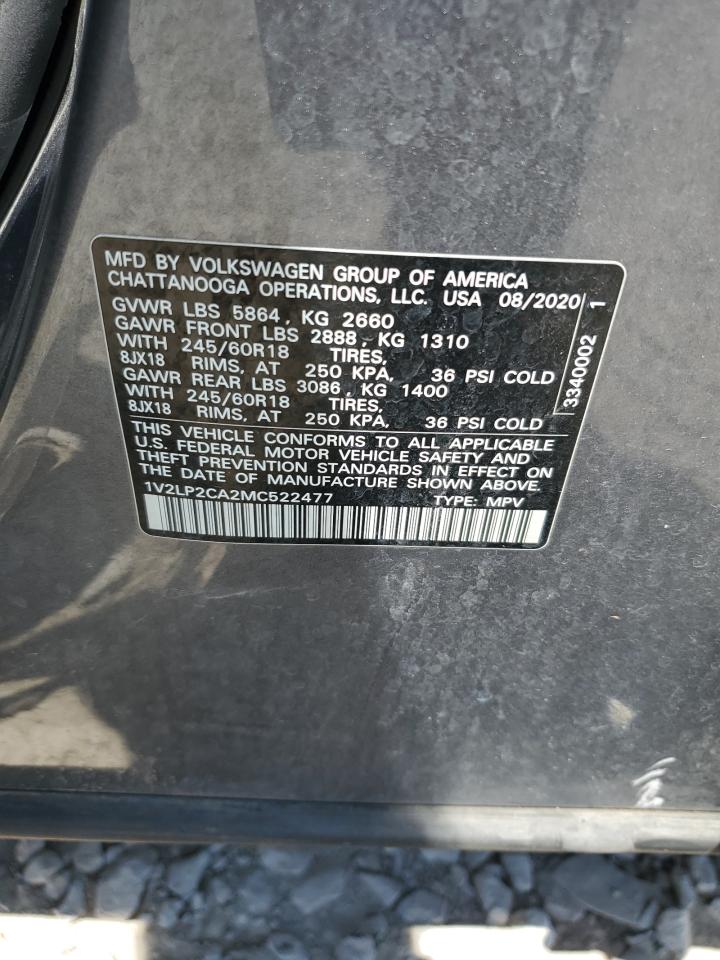 MFD BY VOLKSWAGEN GROUP OF AMERICA
CHATTANOOGA OPERATIONS, LLC. USA 08/2020
GVWR LBS 5864, KG 2660
GAWR FRONT LBS 2888, KG 1310
WITH 245/60R18 TIRES,
8JX18 RIMS, AT 250 KPA, 36 PSI COLD
GAWR REAR LBS 3086, KG 1400
WITH 245/60R18 TIRES,
8JX18 RIMS, AT 250 KPA, 36 PSI COLD
THIS VEHICLE CONFORMS TO ALL APPLICABLE
U.S. FEDERAL MOTOR VEHICLE SAFETY AND
THEFT PREVENTION STANDARDS IN EFFECT ON
THE DATE OF MANUFACTURE SHOWN ABOVE.
1V2LP2CA2MC522477 TYPE: MPV
3340002 1